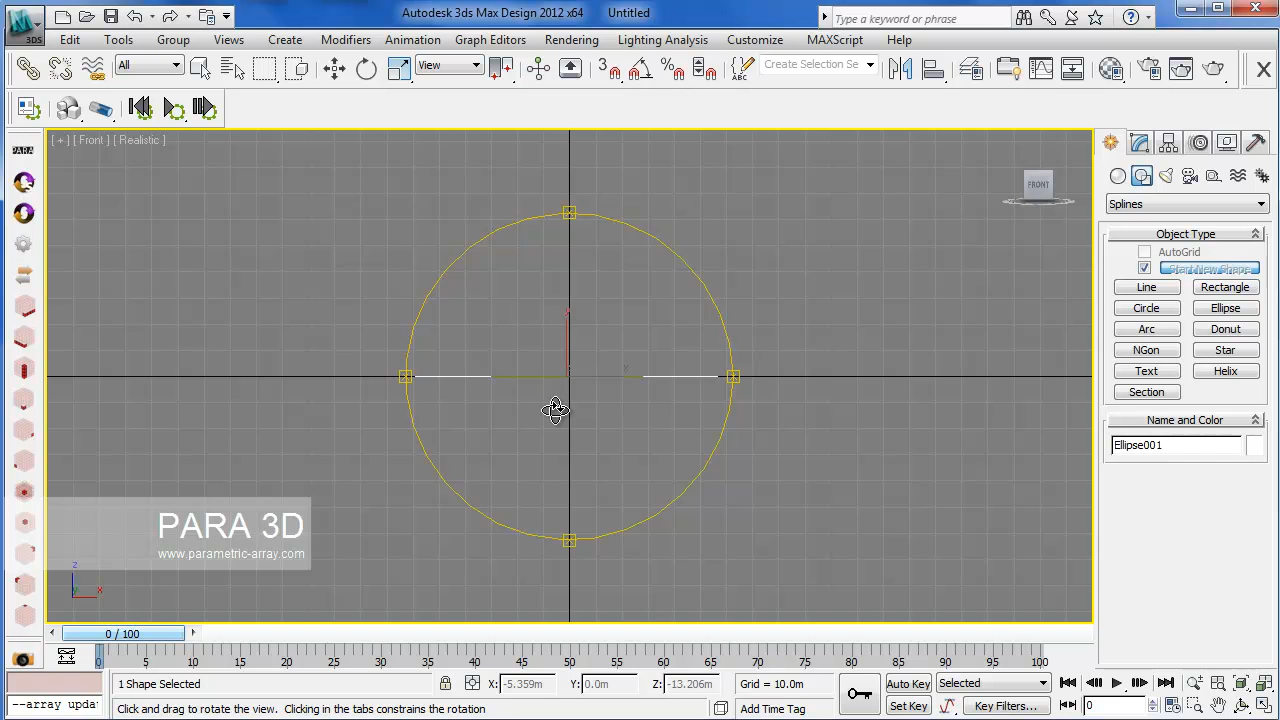 Autodesk 3ds Max Design 2012 x64 Untitled
Type a keyword or phrase
3DS
Edit Tools Group Views Create Modifiers Animation Graph Editors Rendering Lighting Analysis Customize MAXScript Help
All View 3 ABC Create Selection Se
[ + ] [ Front ] [ Realistic ]
PARA
FRONT
Splines
Object Type
AutoGrid
Start New Shape
Line Rectangle
Circle Ellipse
Arc Donut
NGon Star
Text Helix
Section
Name and Color
Ellipse001
PARA 3D
www.parametric-array.com
z
y x
0 / 100
0 5 10 15 20 25 30 35 40 45 50 55 60 65 70 75 80 85 90 95 100
1 Shape Selected X: -5.359m Y: 0.0m Z: -13.206m Grid = 10.0m Auto Key Selected
--array upda Click and drag to rotate the view. Clicking in the tabs constrains the rotation Add Time Tag Set Key Key Filters... 0